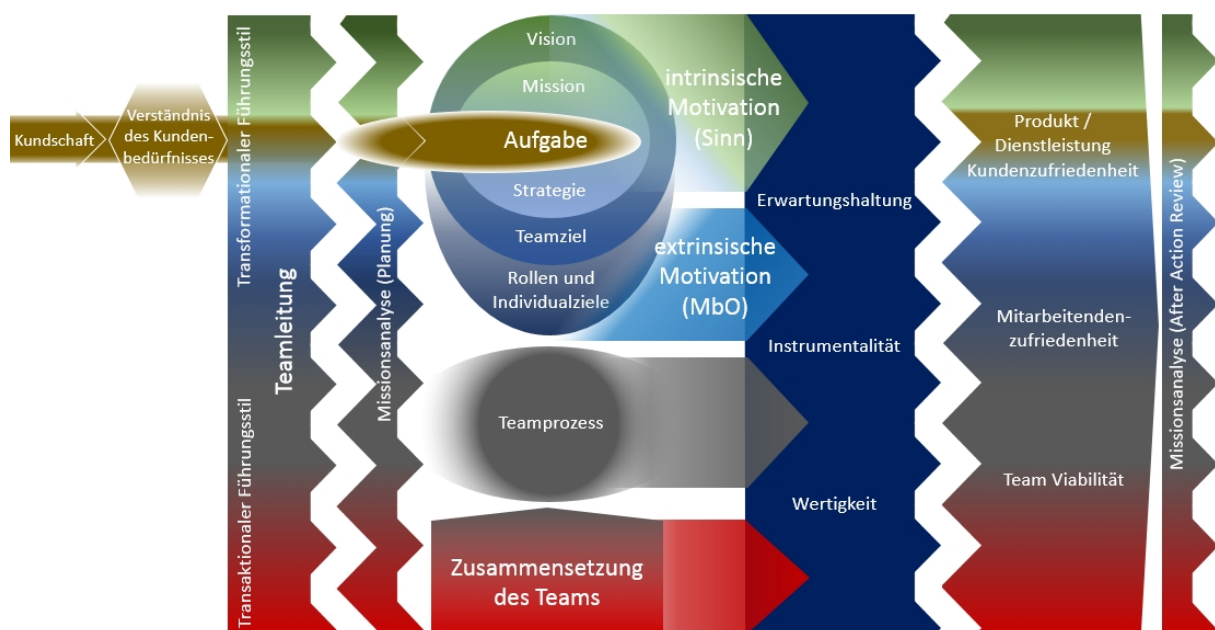 Kundschaft
Verständnis
des Kunden-
bedürfnisses
Transformationaler Führungsstil
Transaktionaler Führungsstil
Teamleitung
Missionsanalyse (Planung)
Vision
Mission
Aufgabe
Strategie
Teamziel
Rollen und
Individualziele
Teamprozess
Zusammensetzung
des Teams
intrinsische
Motivation
(Sinn)
extrinsische
Motivation
(MbO)
Erwartungshaltung
Instrumentalität
Wertigkeit
Produkt /
Dienstleistung
Kundenzufriedenheit
Mitarbeitenden-
zufriedenheit
Team Viabilität
Missionsanalyse (After Action Review)